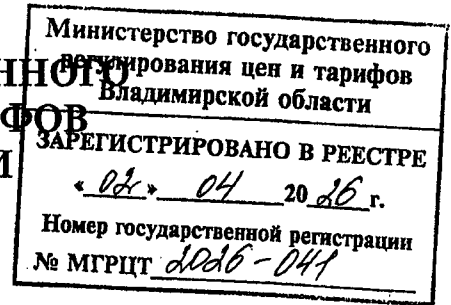 Министерство государственного
регулирования цен и тарифов
Владимирской области
ЗАРЕГИСТРИРОВАНО В РЕЕСТРЕ
«02» 04 2026 г.
Номер государственной регистрации
№ МГРЦТ 2026-041